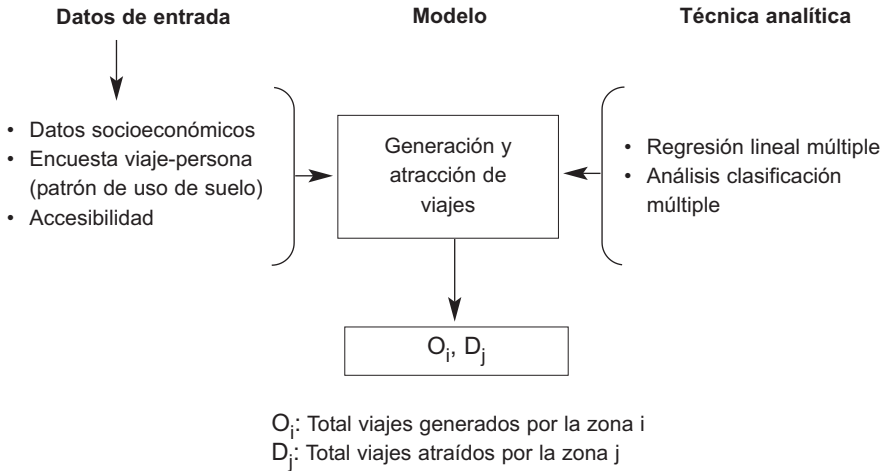 Datos de entrada
Modelo
Técnica analítica
• Datos socioeconómicos
• Encuesta viaje-persona
(patrón de uso de suelo)
• Accesibilidad
Generación y
atracción de
viajes
• Regresión lineal múltiple
• Análisis clasificación
múltiple
Oi, Dj
Oi: Total viajes generados por la zona i
Dj: Total viajes atraídos por la zona j